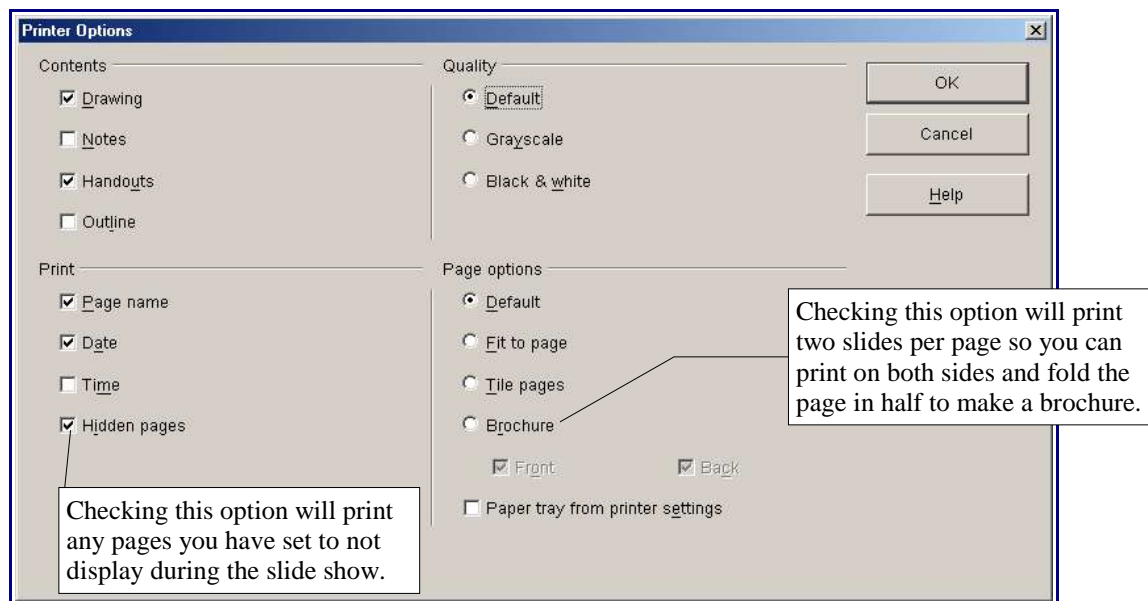 Printer Options
Contents
Drawing
Notes
Handouts
Outline
Print
Page name
Date
Time
Hidden pages
Checking this option will print
any pages you have set to not
display during the slide show.
Quality
Default
Grayscale
Black & white
Page options
Default
Fit to page
Tile pages
Brochure
Front
Back
Paper tray from printer settings
Checking this option will print
two slides per page so you can
print on both sides and fold the
page in half to make a brochure.
OK
Cancel
Help